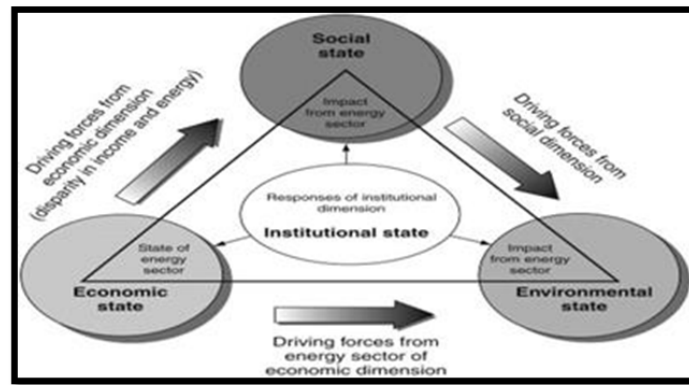 Social
state
Impact
from energy
sector
Driving forces from
economic dimension
(disparity in income and energy)
Driving forces from
social dimension
Responses of institutional
dimension
Institutional state
State of
energy
sector
Economic
state
Impact
from energy
sector
Environmental
state
Driving forces from
energy sector of
economic dimension